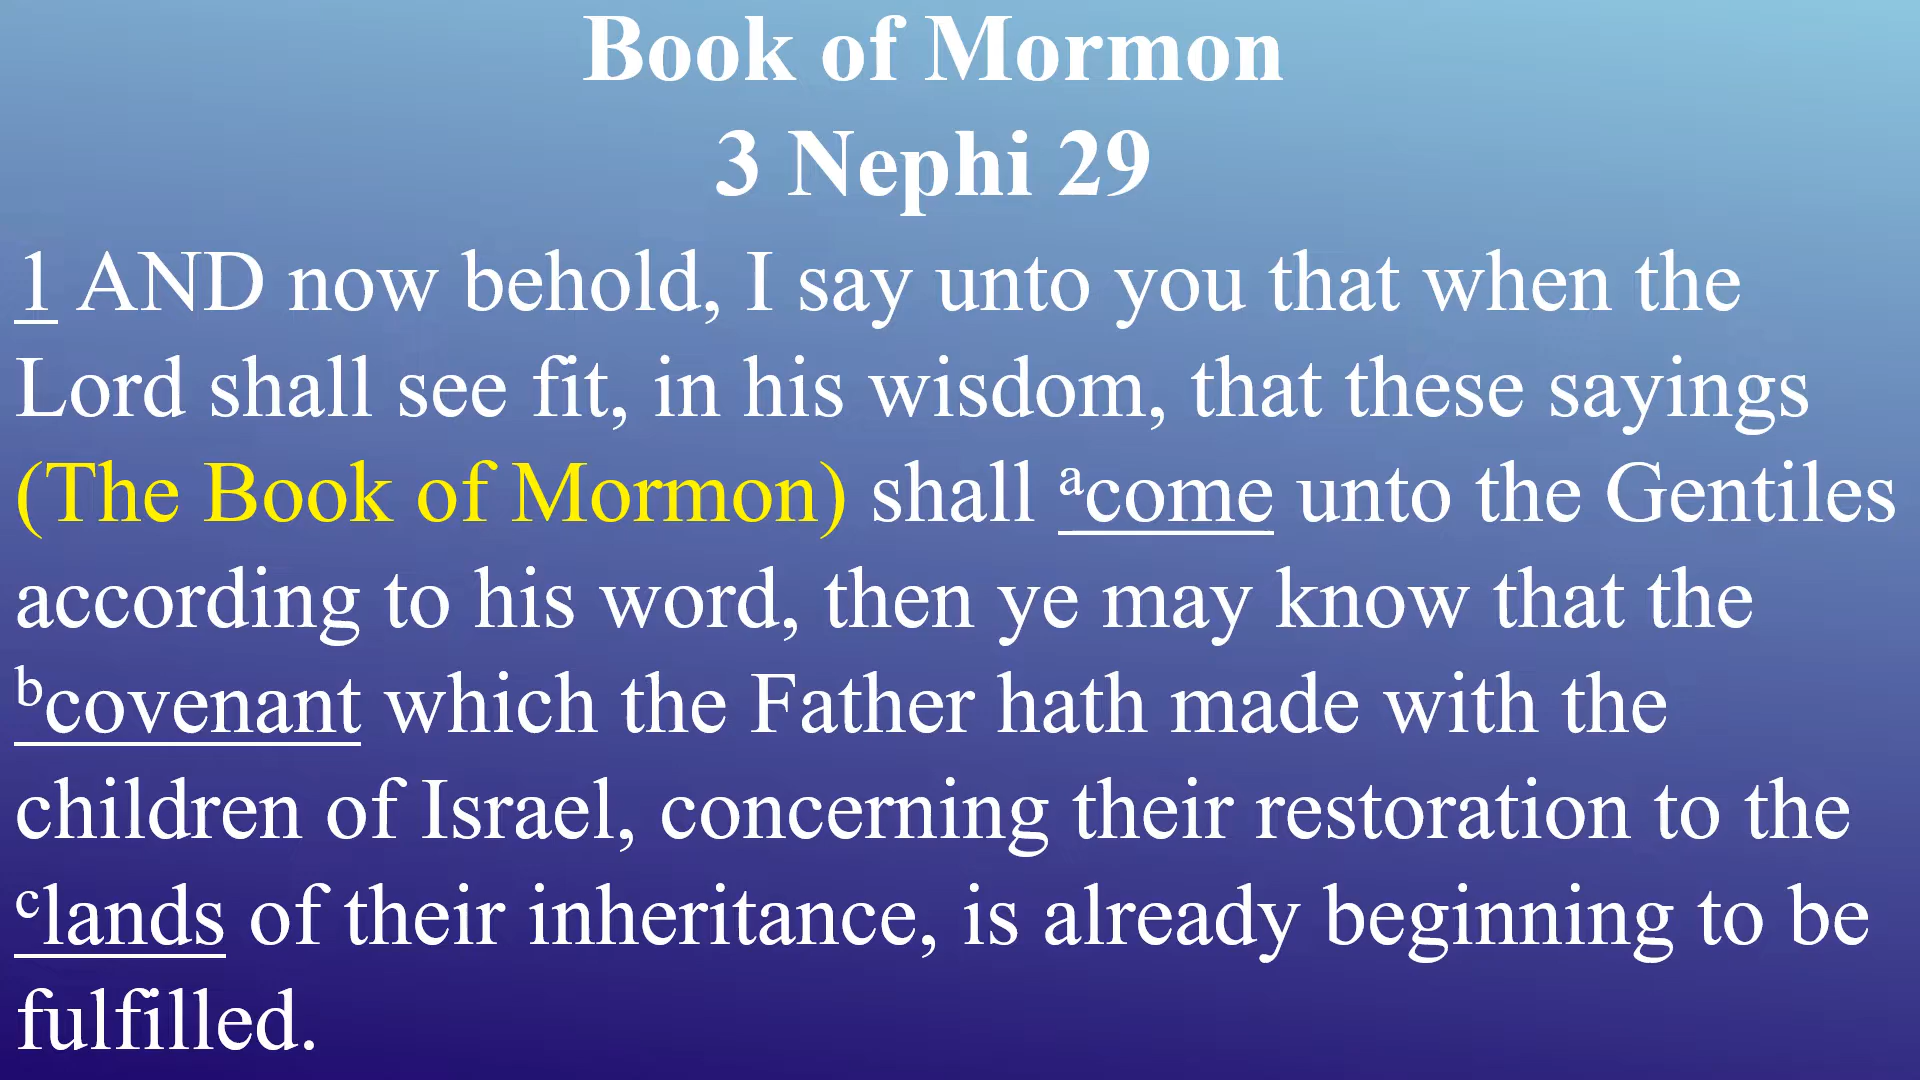 Book of Mormon
3 Nephi 29
1 AND now behold, I say unto you that when the
Lord shall see fit, in his wisdom, that these sayings
(The Book of Mormon) shall ᵃcome unto the Gentiles
according to his word, then ye may know that the
ᵇcovenant which the Father hath made with the
children of Israel, concerning their restoration to the
ᶜlands of their inheritance, is already beginning to be
fulfilled.